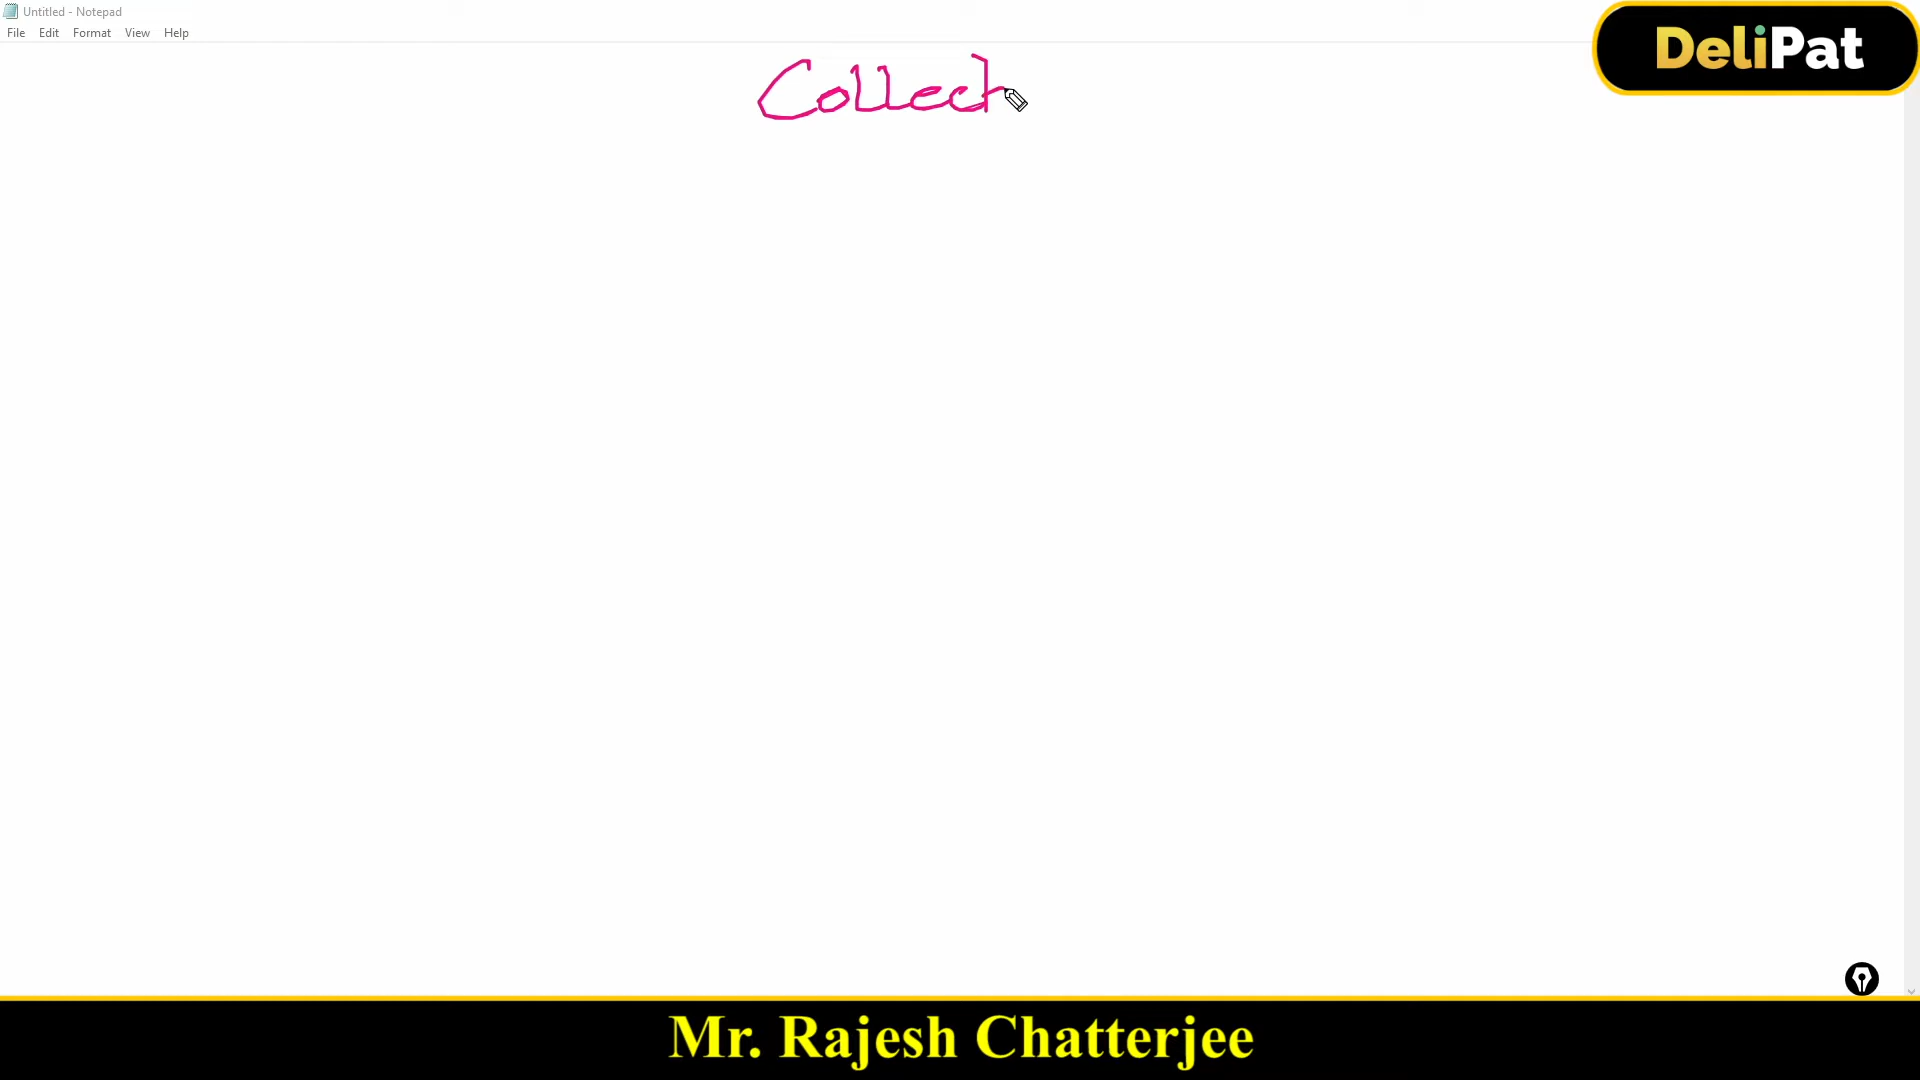 Untitled - Notepad
File Edit Format View Help
DeliPat
Collect
Mr. Rajesh Chatterjee